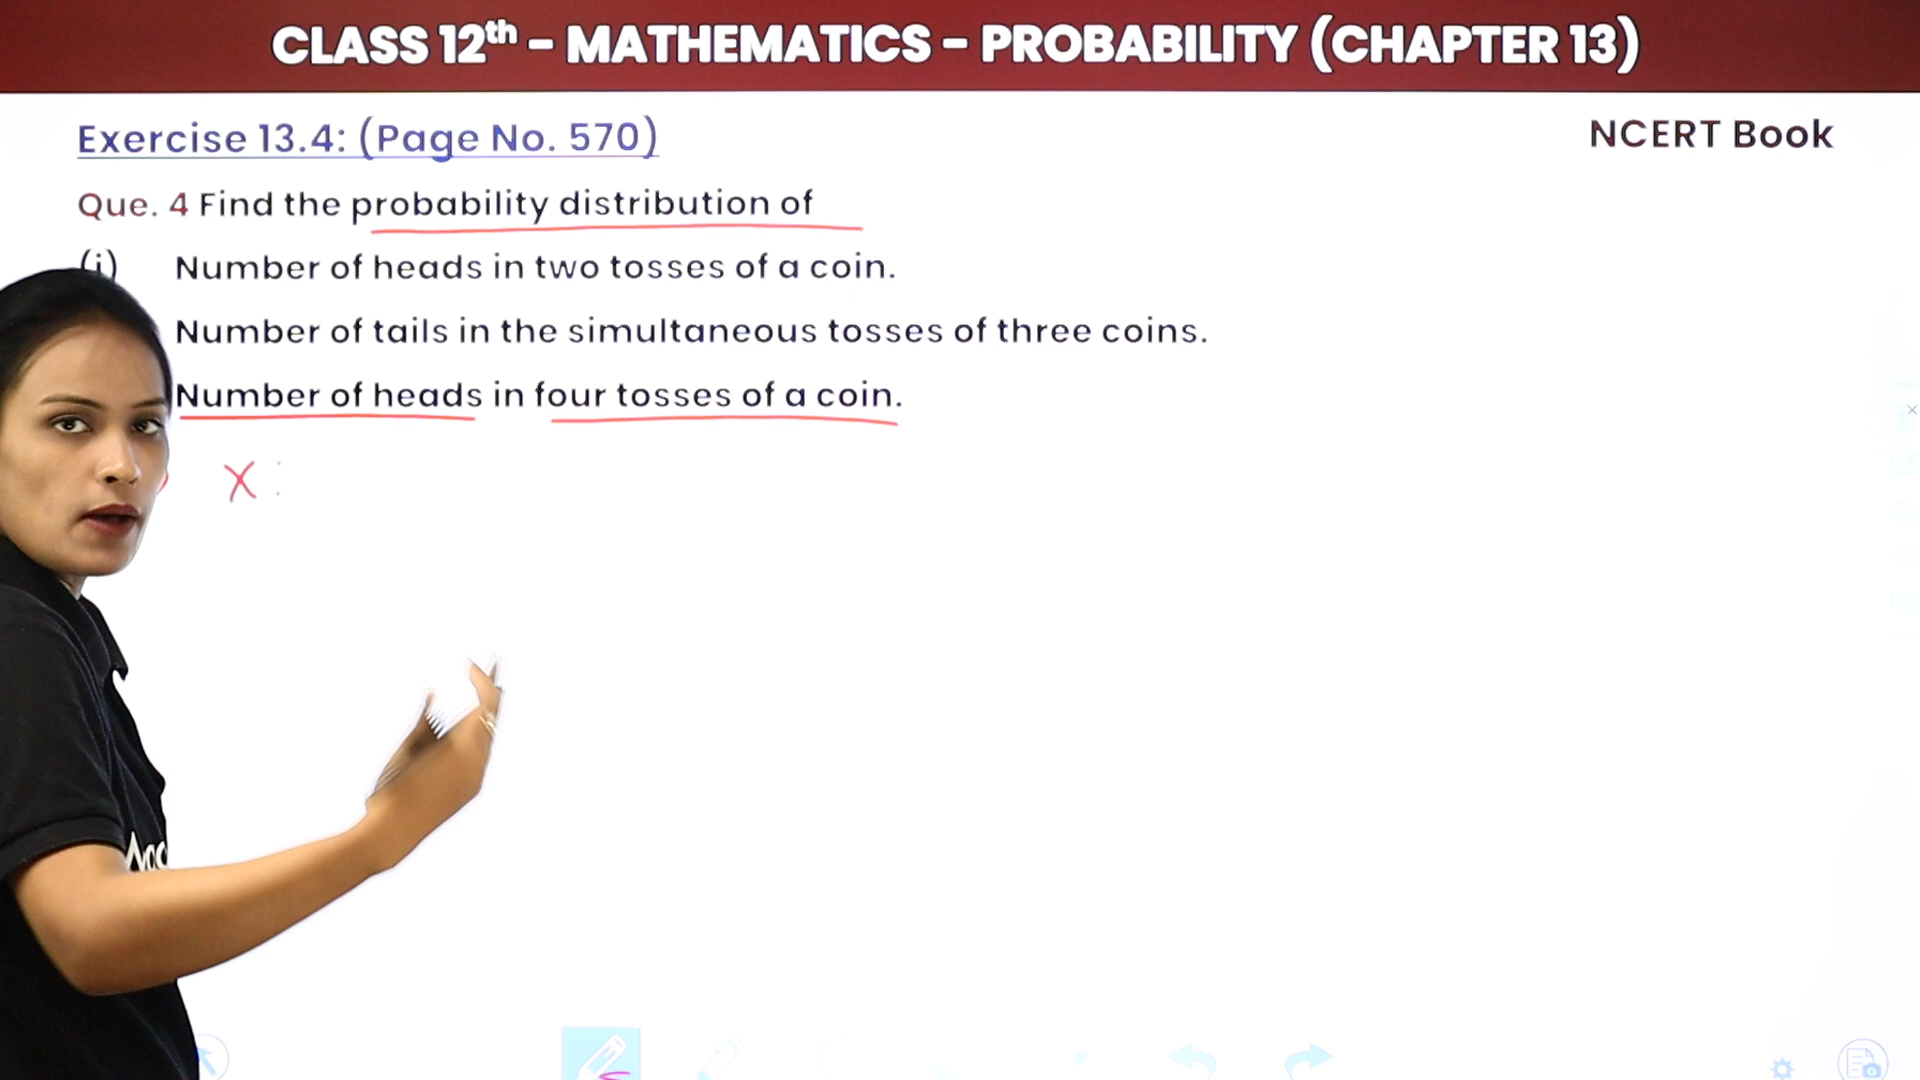 CLASS 12th - MATHEMATICS - PROBABILITY (CHAPTER 13)
Exercise 13.4: (Page No. 570)
NCERT Book
Que. 4 Find the probability distribution of
(i) Number of heads in two tosses of a coin.
Number of tails in the simultaneous tosses of three coins.
Number of heads in four tosses of a coin.
X :